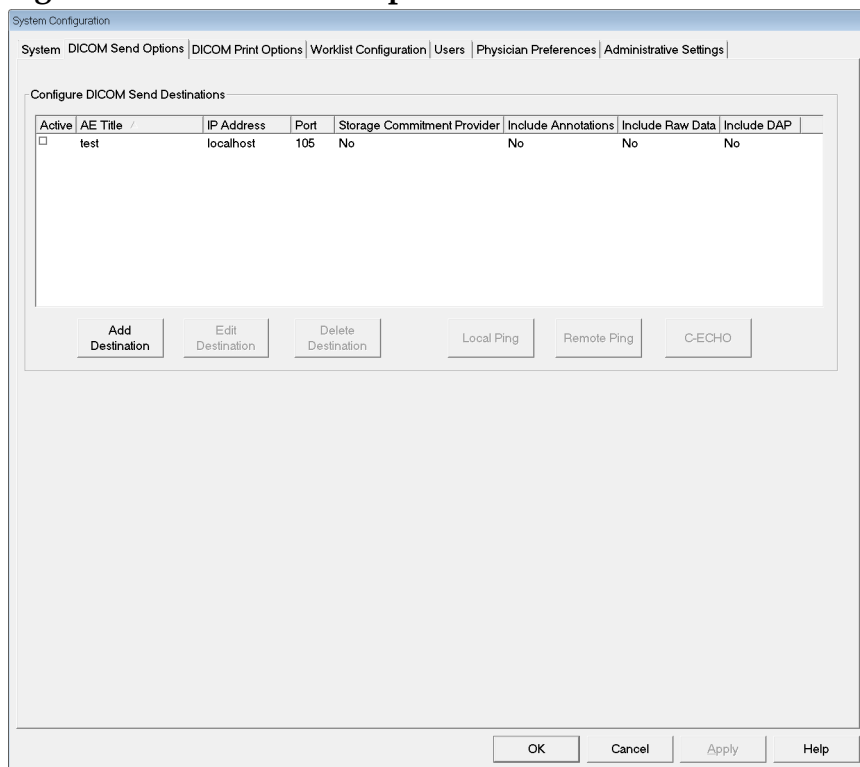 System Configuration
System DICOM Send Options DICOM Print Options Worklist Configuration Users Physician Preferences Administrative Settings
Configure DICOM Send Destinations
Active AE Title / IP Address Port Storage Commitment Provider Include Annotations Include Raw Data Include DAP
test localhost 105 No No No No
Add Destination Edit Destination Delete Destination Local Ping Remote Ping C-ECHO
OK Cancel Apply Help